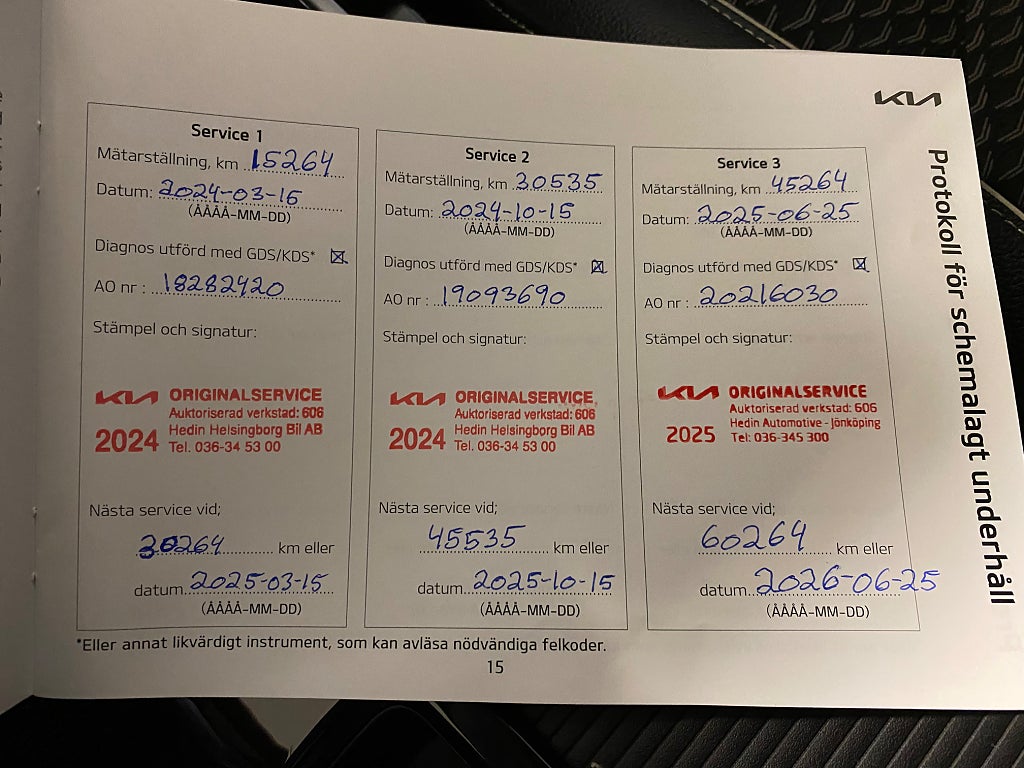 KIA
Protokoll för schemalagt underhåll
Service 1
Mätarställning, km 15264
Datum: 2024-03-15
(ÅÅÅÅ-MM-DD)
Diagnos utförd med GDS/KDS* ☒
AO nr : 18282420
Stämpel och signatur:
KIA ORIGINALSERVICE
Auktoriserad verkstad: 606
2024 Hedin Helsingborg Bil AB
Tel. 036-34 53 00
Nästa service vid;
30264 km eller
datum 2025-03-15
(ÅÅÅÅ-MM-DD)
Service 2
Mätarställning, km 30535
Datum: 2024-10-15
(ÅÅÅÅ-MM-DD)
Diagnos utförd med GDS/KDS* ☒
AO nr : 19093690
Stämpel och signatur:
KIA ORIGINALSERVICE
Auktoriserad verkstad: 606
2024 Hedin Helsingborg Bil AB
Tel. 036-34 53 00
Nästa service vid;
45535 km eller
datum 2025-10-15
(ÅÅÅÅ-MM-DD)
Service 3
Mätarställning, km 45264
Datum: 2025-06-25
(ÅÅÅÅ-MM-DD)
Diagnos utförd med GDS/KDS* ☒
AO nr : 20216030
Stämpel och signatur:
KIA ORIGINALSERVICE
Auktoriserad verkstad: 606
Hedin Automotive - Jönköping
2025 Tel: 036-345 300
Nästa service vid;
60264 km eller
datum 2026-06-25
(ÅÅÅÅ-MM-DD)
*Eller annat likvärdigt instrument, som kan avläsa nödvändiga felkoder.
15